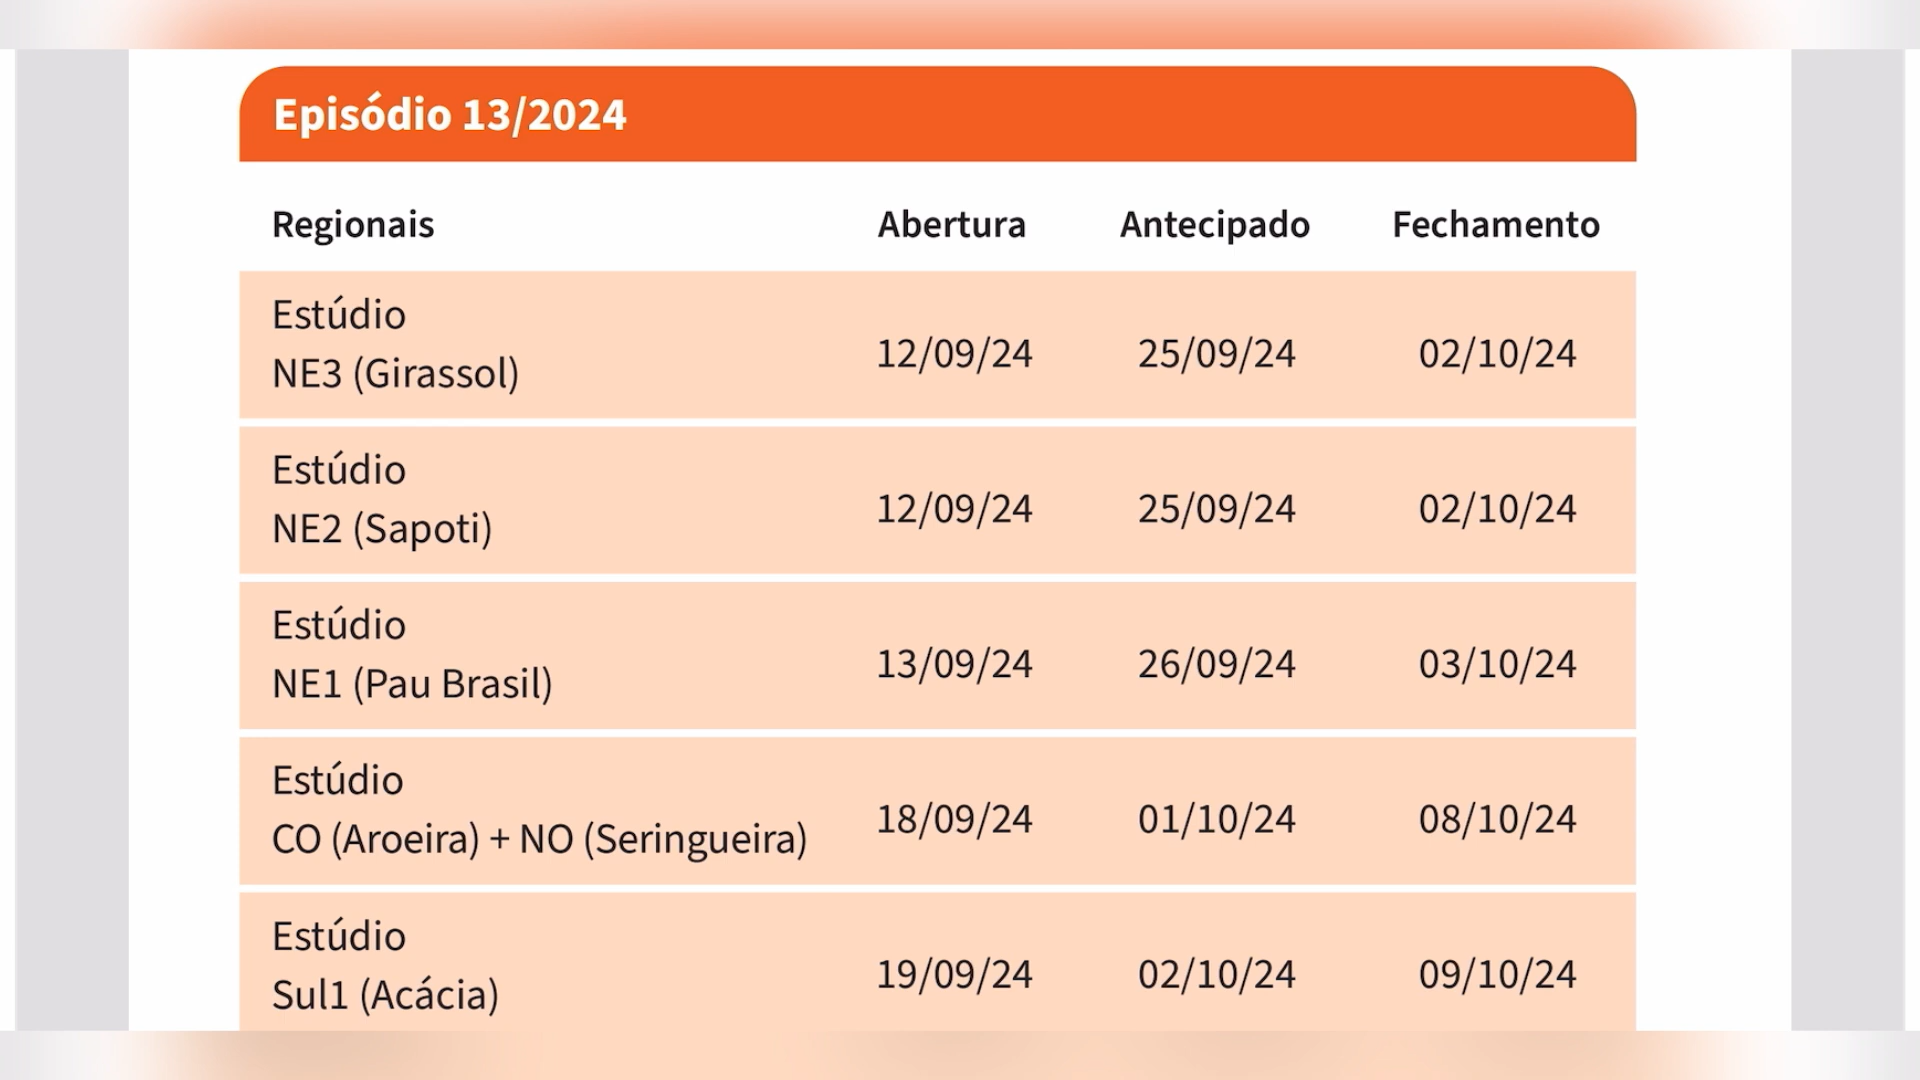 Episódio 13/2024
Regionais Abertura Antecipado Fechamento
Estúdio
NE3 (Girassol) 12/09/24 25/09/24 02/10/24
Estúdio
NE2 (Sapoti) 12/09/24 25/09/24 02/10/24
Estúdio
NE1 (Pau Brasil) 13/09/24 26/09/24 03/10/24
Estúdio
CO (Aroeira) + NO (Seringueira) 18/09/24 01/10/24 08/10/24
Estúdio
Sul1 (Acácia) 19/09/24 02/10/24 09/10/24